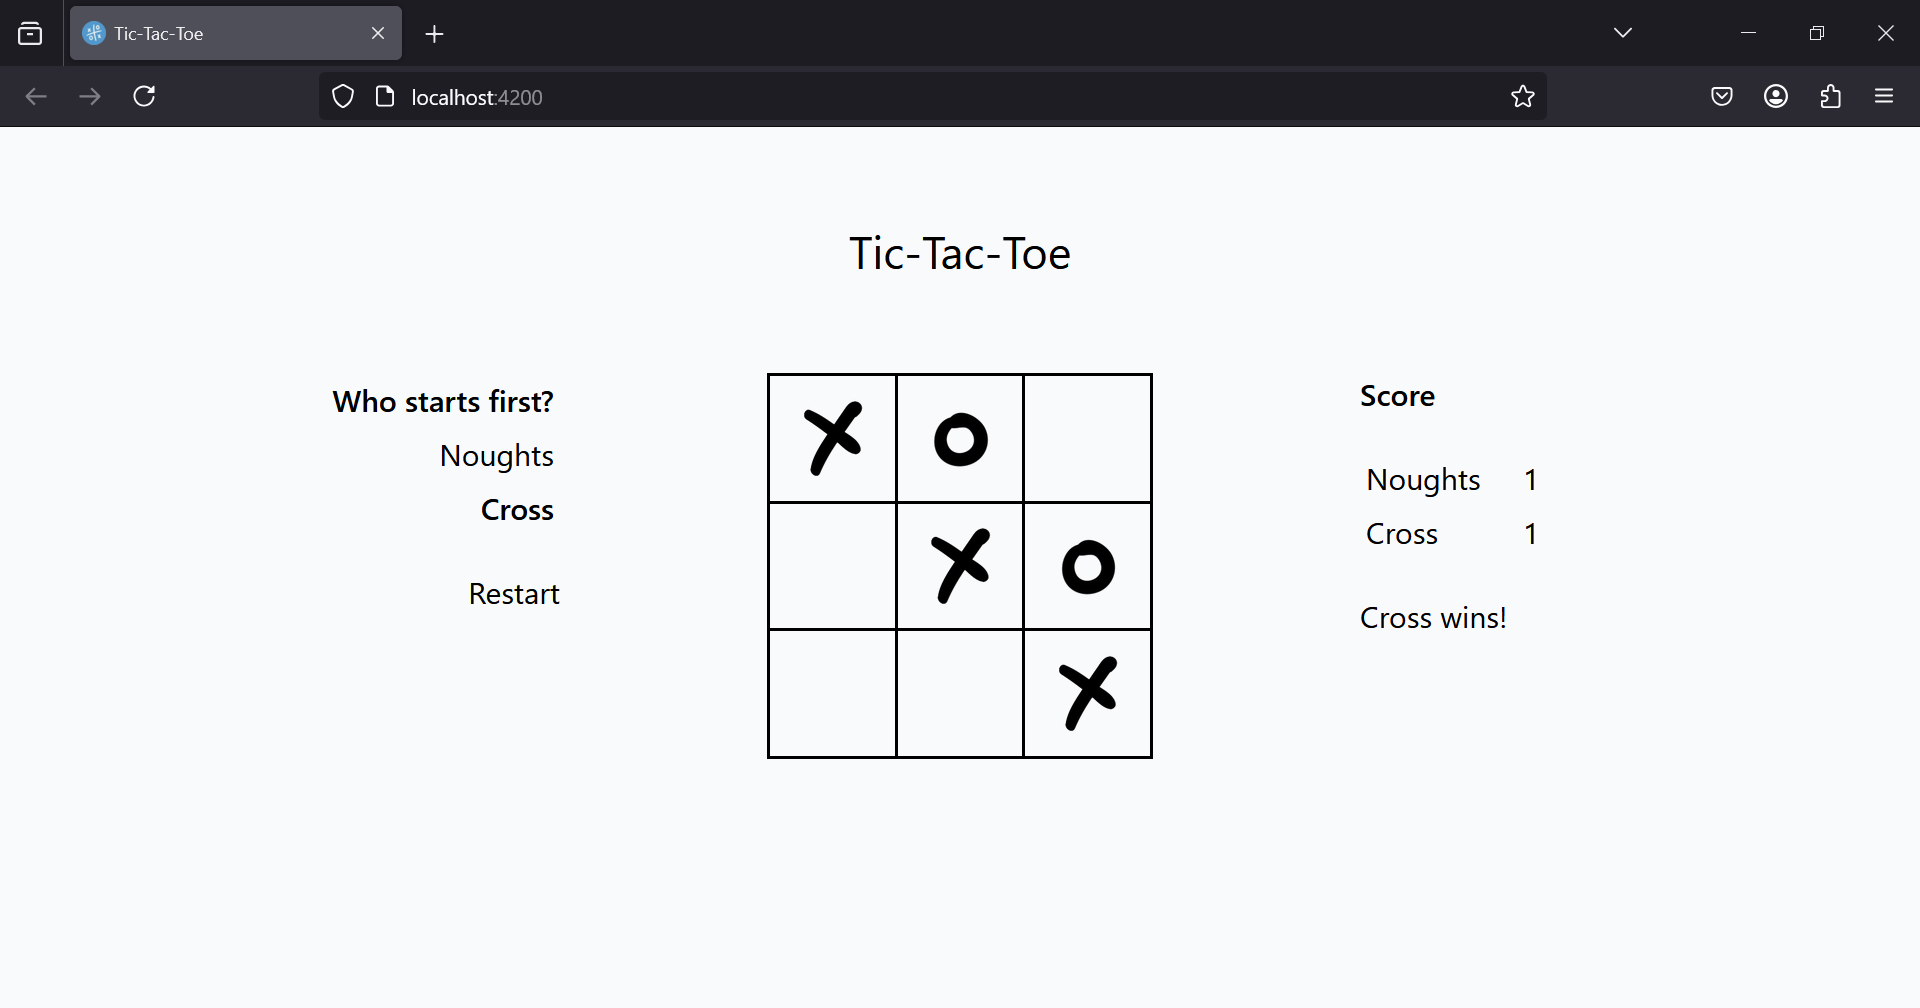 Tic-Tac-Toe
localhost:4200
Tic-Tac-Toe
Who starts first?
Noughts
Cross
Restart
Score
Noughts 1
Cross 1
Cross wins!